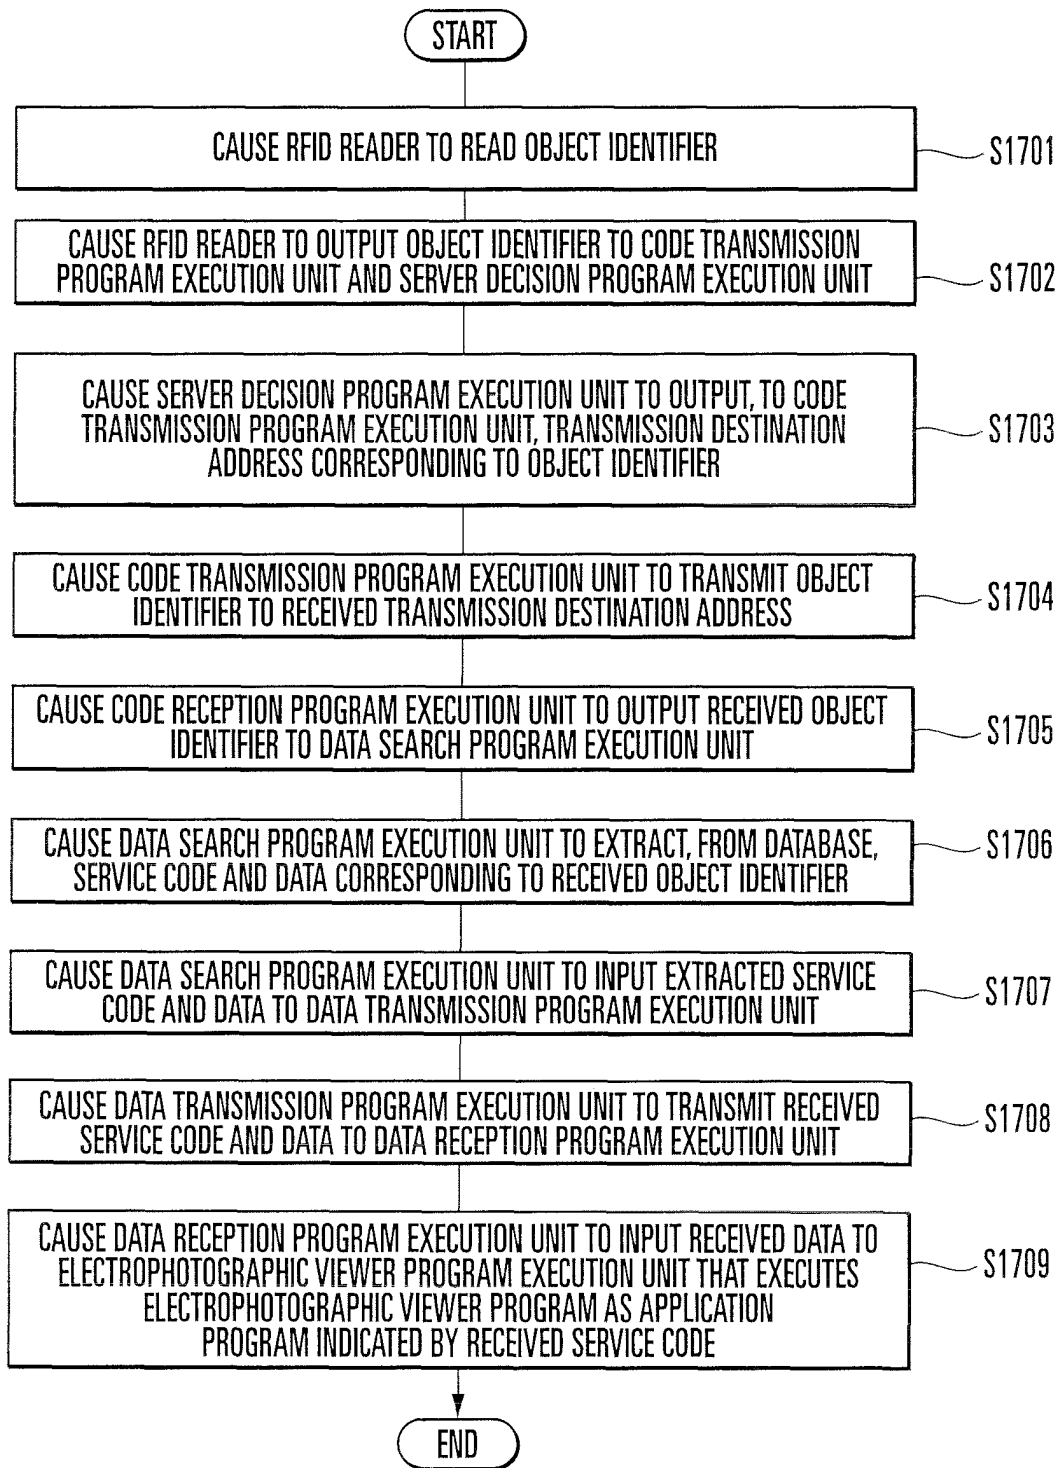 START
CAUSE RFID READER TO READ OBJECT IDENTIFIER
S1701
CAUSE RFID READER TO OUTPUT OBJECT IDENTIFIER TO CODE TRANSMISSION
PROGRAM EXECUTION UNIT AND SERVER DECISION PROGRAM EXECUTION UNIT
S1702
CAUSE SERVER DECISION PROGRAM EXECUTION UNIT TO OUTPUT, TO CODE
TRANSMISSION PROGRAM EXECUTION UNIT, TRANSMISSION DESTINATION
ADDRESS CORRESPONDING TO OBJECT IDENTIFIER
S1703
CAUSE CODE TRANSMISSION PROGRAM EXECUTION UNIT TO TRANSMIT OBJECT
IDENTIFIER TO RECEIVED TRANSMISSION DESTINATION ADDRESS
S1704
CAUSE CODE RECEPTION PROGRAM EXECUTION UNIT TO OUTPUT RECEIVED OBJECT
IDENTIFIER TO DATA SEARCH PROGRAM EXECUTION UNIT
S1705
CAUSE DATA SEARCH PROGRAM EXECUTION UNIT TO EXTRACT, FROM DATABASE,
SERVICE CODE AND DATA CORRESPONDING TO RECEIVED OBJECT IDENTIFIER
S1706
CAUSE DATA SEARCH PROGRAM EXECUTION UNIT TO INPUT EXTRACTED SERVICE
CODE AND DATA TO DATA TRANSMISSION PROGRAM EXECUTION UNIT
S1707
CAUSE DATA TRANSMISSION PROGRAM EXECUTION UNIT TO TRANSMIT RECEIVED
SERVICE CODE AND DATA TO DATA RECEPTION PROGRAM EXECUTION UNIT
S1708
CAUSE DATA RECEPTION PROGRAM EXECUTION UNIT TO INPUT RECEIVED DATA TO
ELECTROPHOTOGRAPHIC VIEWER PROGRAM EXECUTION UNIT THAT EXECUTES
ELECTROPHOTOGRAPHIC VIEWER PROGRAM AS APPLICATION
PROGRAM INDICATED BY RECEIVED SERVICE CODE
S1709
END